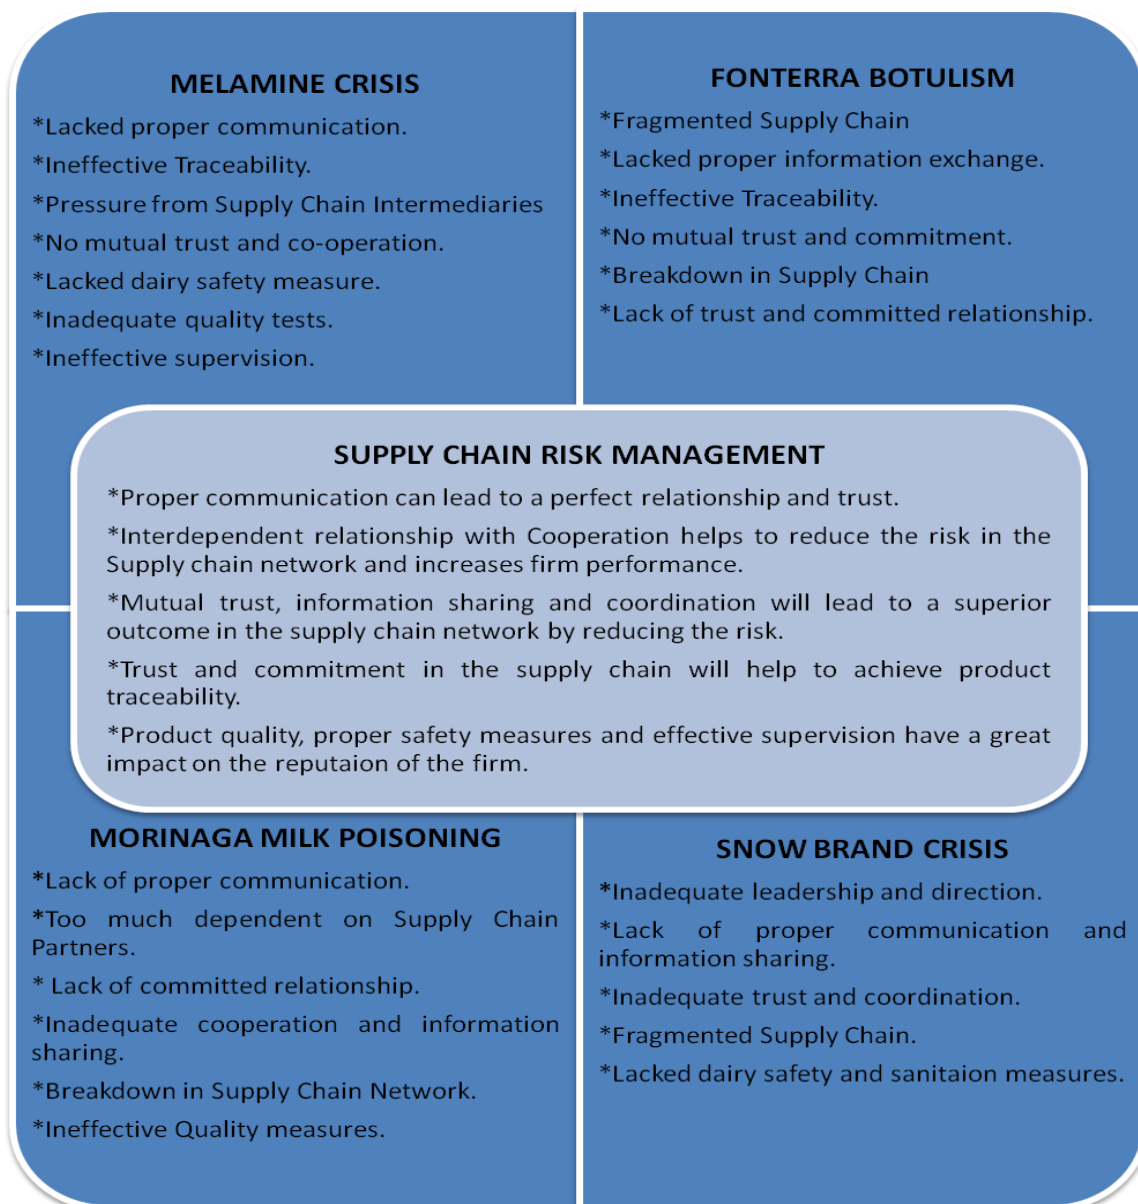 MELAMINE CRISIS
*Lacked proper communication.
*Ineffective Traceability.
*Pressure from Supply Chain Intermediaries
*No mutual trust and co-operation.
*Lacked dairy safety measure.
*Inadequate quality tests.
*Ineffective supervision.
FONTERRA BOTULISM
*Fragmented Supply Chain
*Lacked proper information exchange.
*Ineffective Traceability.
*No mutual trust and commitment.
*Breakdown in Supply Chain
*Lack of trust and committed relationship.
SUPPLY CHAIN RISK MANAGEMENT
*Proper communication can lead to a perfect relationship and trust.
*Interdependent relationship with Cooperation helps to reduce the risk in the
Supply chain network and increases firm performance.
*Mutual trust, information sharing and coordination will lead to a superior
outcome in the supply chain network by reducing the risk.
*Trust and commitment in the supply chain will help to achieve product
traceability.
*Product quality, proper safety measures and effective supervision have a great
impact on the reputaion of the firm.
MORINAGA MILK POISONING
*Lack of proper communication.
*Too much dependent on Supply Chain
Partners.
* Lack of committed relationship.
*Inadequate cooperation and information
sharing.
*Breakdown in Supply Chain Network.
*Ineffective Quality measures.
SNOW BRAND CRISIS
*Inadequate leadership and direction.
*Lack of proper communication and
information sharing.
*Inadequate trust and coordination.
*Fragmented Supply Chain.
*Lacked dairy safety and sanitaion measures.